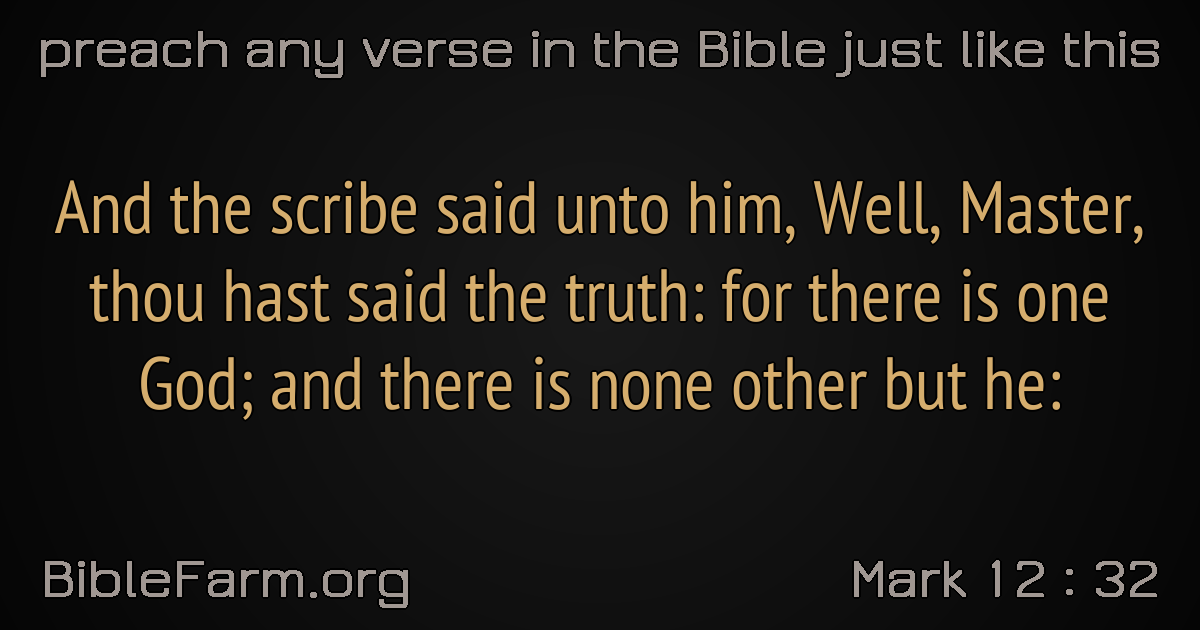 preach any verse in the Bible just like this
And the scribe said unto him, Well, Master,
thou hast said the truth: for there is one
God; and there is none other but he:
BibleFarm.org
Mark 12 : 32